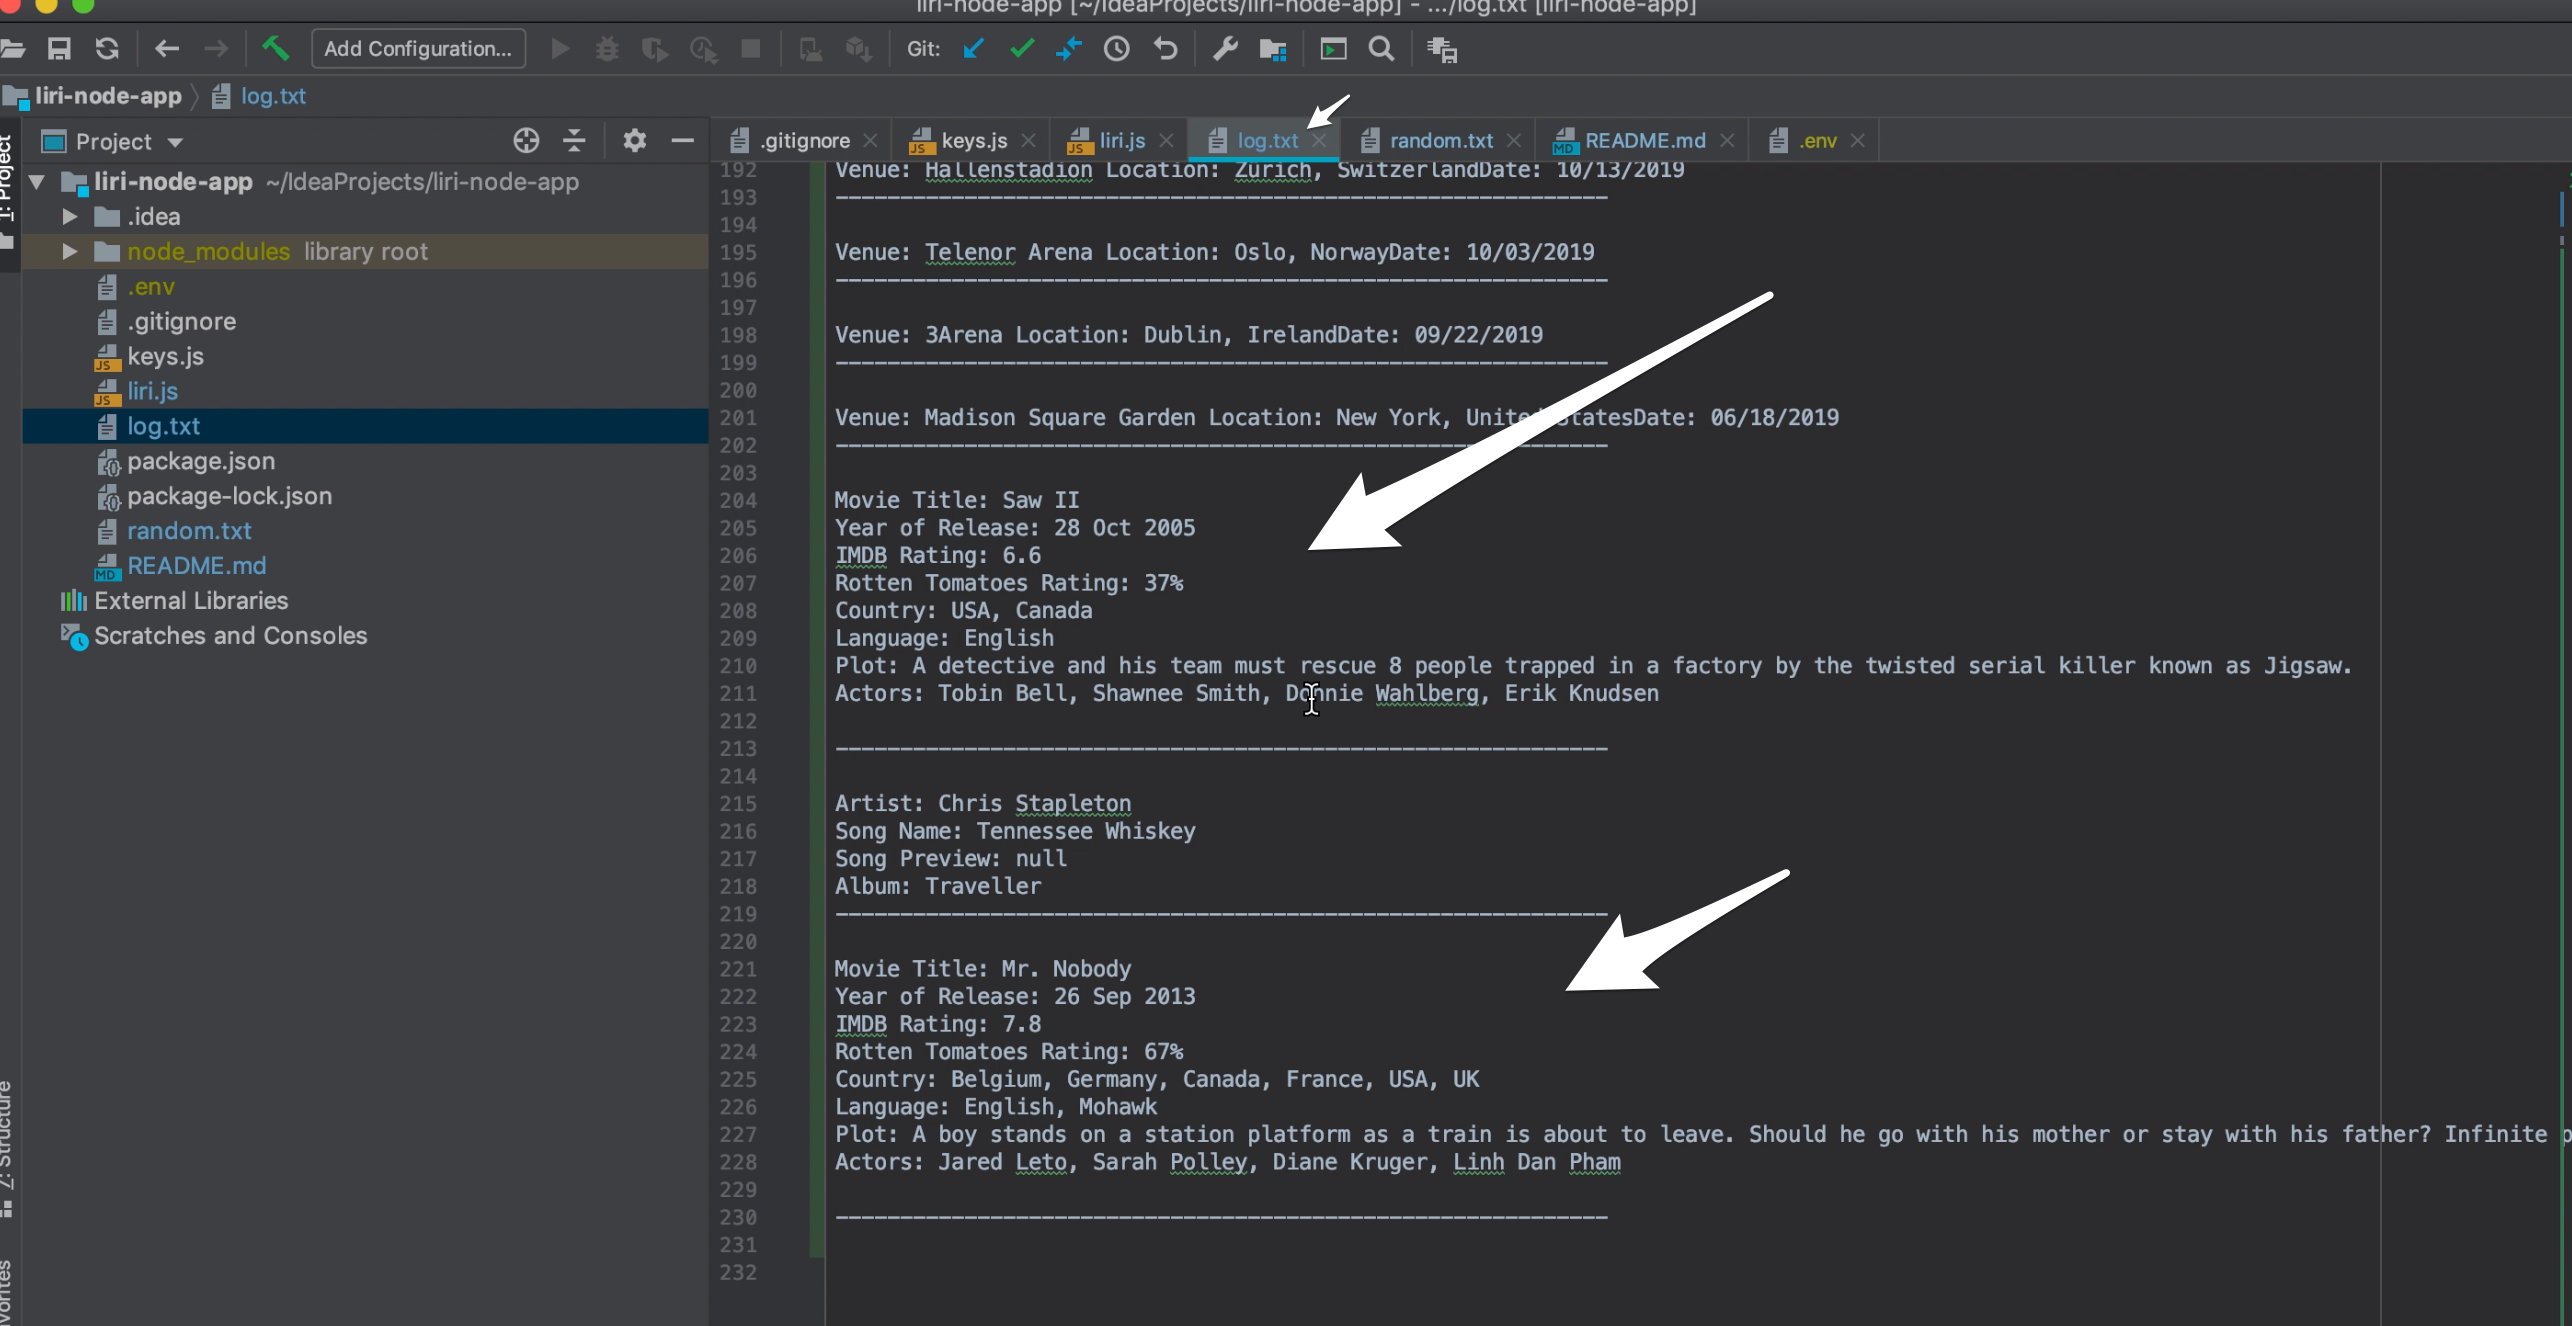 liri-node-app [~/IdeaProjects/liri-node-app] - .../log.txt [liri-node-app]
Add Configuration... Git:
liri-node-app log.txt
1: Project
Project
.gitignore keys.js liri.js log.txt random.txt README.md .env
liri-node-app ~/IdeaProjects/liri-node-app
.idea
node_modules library root
.env
.gitignore
keys.js
liri.js
log.txt
package.json
package-lock.json
random.txt
README.md
External Libraries
Scratches and Consoles
7: Structure
192 Venue: Hallenstadion Location: Zurich, SwitzerlandDate: 10/13/2019
193 ------------------------------------------------------------
194
195 Venue: Telenor Arena Location: Oslo, NorwayDate: 10/03/2019
196 ------------------------------------------------------------
197
198 Venue: 3Arena Location: Dublin, IrelandDate: 09/22/2019
199 ------------------------------------------------------------
200
201 Venue: Madison Square Garden Location: New York, United StatesDate: 06/18/2019
202 ------------------------------------------------------------
203
204 Movie Title: Saw II
205 Year of Release: 28 Oct 2005
206 IMDB Rating: 6.6
207 Rotten Tomatoes Rating: 37%
208 Country: USA, Canada
209 Language: English
210 Plot: A detective and his team must rescue 8 people trapped in a factory by the twisted serial killer known as Jigsaw.
211 Actors: Tobin Bell, Shawnee Smith, Donnie Wahlberg, Erik Knudsen
212
213 ------------------------------------------------------------
214
215 Artist: Chris Stapleton
216 Song Name: Tennessee Whiskey
217 Song Preview: null
218 Album: Traveller
219 ------------------------------------------------------------
220
221 Movie Title: Mr. Nobody
222 Year of Release: 26 Sep 2013
223 IMDB Rating: 7.8
224 Rotten Tomatoes Rating: 67%
225 Country: Belgium, Germany, Canada, France, USA, UK
226 Language: English, Mohawk
227 Plot: A boy stands on a station platform as a train is about to leave. Should he go with his mother or stay with his father? Infinite
228 Actors: Jared Leto, Sarah Polley, Diane Kruger, Linh Dan Pham
229
230 ------------------------------------------------------------
231
232